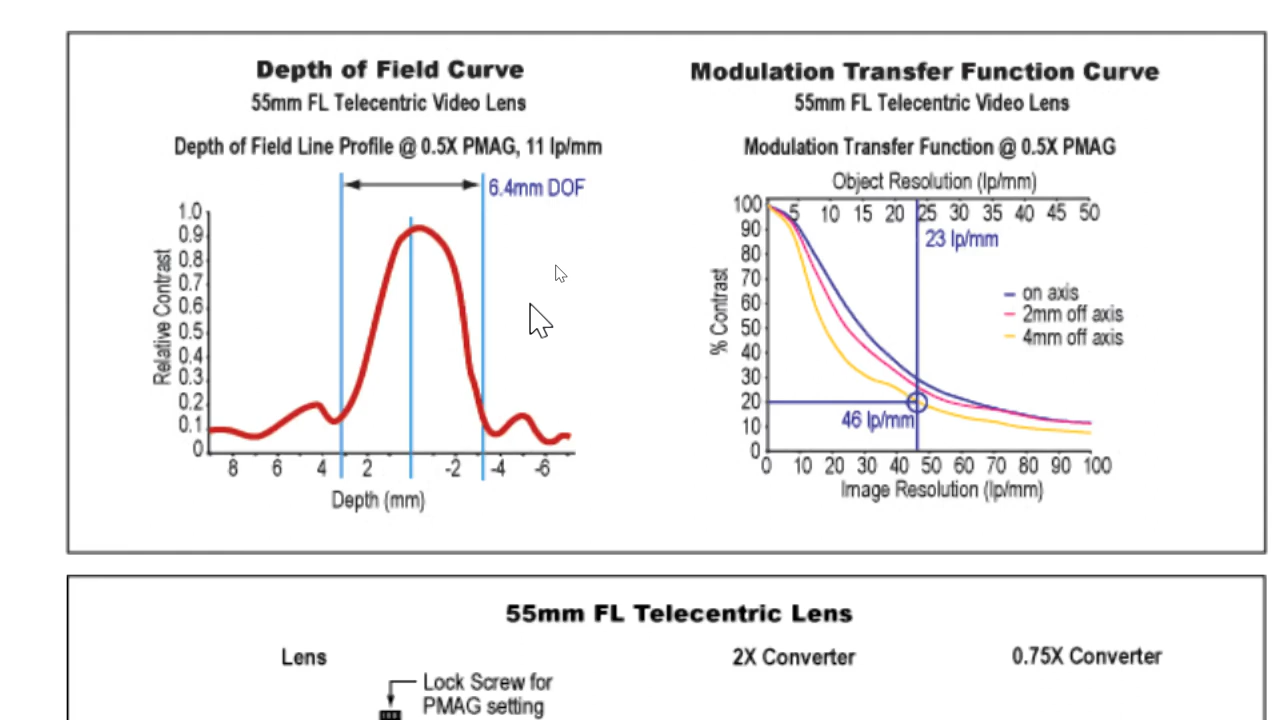 Depth of Field Curve
55mm FL Telecentric Video Lens
Depth of Field Line Profile @ 0.5X PMAG, 11 lp/mm
6.4mm DOF
1.0
0.9
0.8
0.7
0.6
0.5
0.4
0.3
0.2
0.1
0
Relative Contrast
8 6 4 2 -2 -4 -6
Depth (mm)
Modulation Transfer Function Curve
55mm FL Telecentric Video Lens
Modulation Transfer Function @ 0.5X PMAG
Object Resolution (lp/mm)
5 10 15 20 25 30 35 40 45 50
100
90
80
70
60
50
40
30
20
10
0
% Contrast
23 lp/mm
on axis
2mm off axis
4mm off axis
46 lp/mm
0 10 20 30 40 50 60 70 80 90 100
Image Resolution (lp/mm)
55mm FL Telecentric Lens
Lens
2X Converter
0.75X Converter
Lock Screw for
PMAG setting